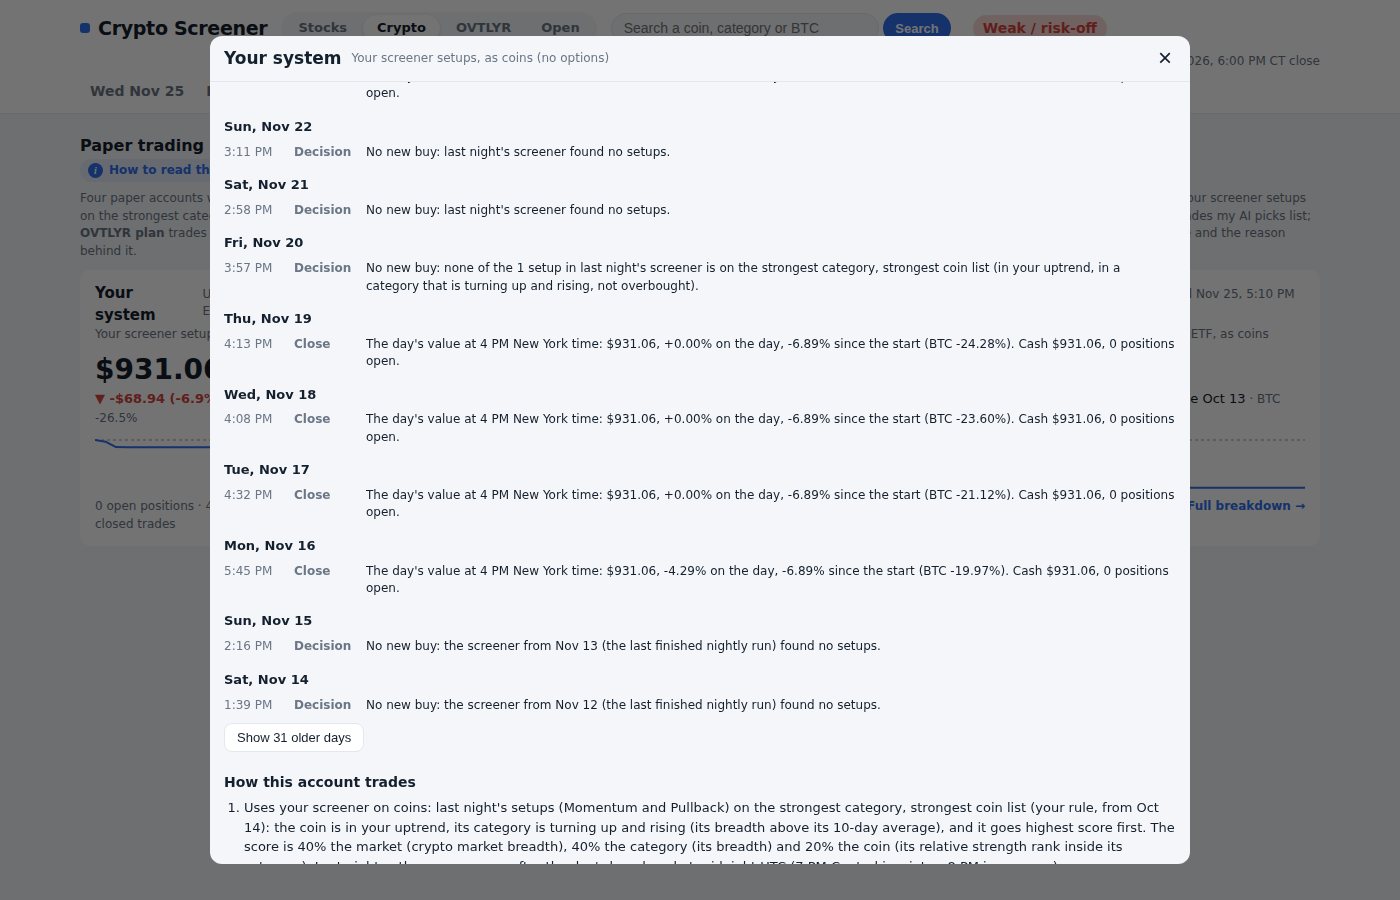 Crypto Screener
Stocks
Crypto
OVTLYR
Open
Search a coin, category or BTC
Search
Weak / risk-off
Your system
Your screener setups, as coins (no options)
✕
026, 6:00 PM CT close
Wed Nov 25
open.
Sun, Nov 22
3:11 PM Decision No new buy: last night's screener found no setups.
Sat, Nov 21
2:58 PM Decision No new buy: last night's screener found no setups.
Fri, Nov 20
3:57 PM Decision No new buy: none of the 1 setup in last night's screener is on the strongest category, strongest coin list (in your uptrend, in a
category that is turning up and rising, not overbought).
Thu, Nov 19
4:13 PM Close The day's value at 4 PM New York time: $931.06, +0.00% on the day, -6.89% since the start (BTC -24.28%). Cash $931.06, 0 positions
open.
Wed, Nov 18
4:08 PM Close The day's value at 4 PM New York time: $931.06, +0.00% on the day, -6.89% since the start (BTC -23.60%). Cash $931.06, 0 positions
open.
Tue, Nov 17
4:32 PM Close The day's value at 4 PM New York time: $931.06, +0.00% on the day, -6.89% since the start (BTC -21.12%). Cash $931.06, 0 positions
open.
Mon, Nov 16
5:45 PM Close The day's value at 4 PM New York time: $931.06, -4.29% on the day, -6.89% since the start (BTC -19.97%). Cash $931.06, 0 positions
open.
Sun, Nov 15
2:16 PM Decision No new buy: the screener from Nov 13 (the last finished nightly run) found no setups.
Sat, Nov 14
1:39 PM Decision No new buy: the screener from Nov 12 (the last finished nightly run) found no setups.
Show 31 older days
How this account trades
1. Uses your screener on coins: last night's setups (Momentum and Pullback) on the strongest category, strongest coin list (your rule, from Oct
14): the coin is in your uptrend, its category is turning up and rising (its breadth above its 10-day average), and it goes highest score first. The
score is 40% the market (crypto market breadth), 40% the category (its breadth) and 20% the coin (its relative strength rank inside its
Paper trading
i How to read th
Four paper accounts
on the strongest cate
OVTLYR plan trades
behind it.
our screener setups
ades my AI picks list;
and the reason
Your
system
Your screener setup
$931.06
▼ -$68.94 (-6.9%
-26.5%
0 open positions · 4
closed trades
Nov 25, 5:10 PM
ETF, as coins
e Oct 13 · BTC
Full breakdown →